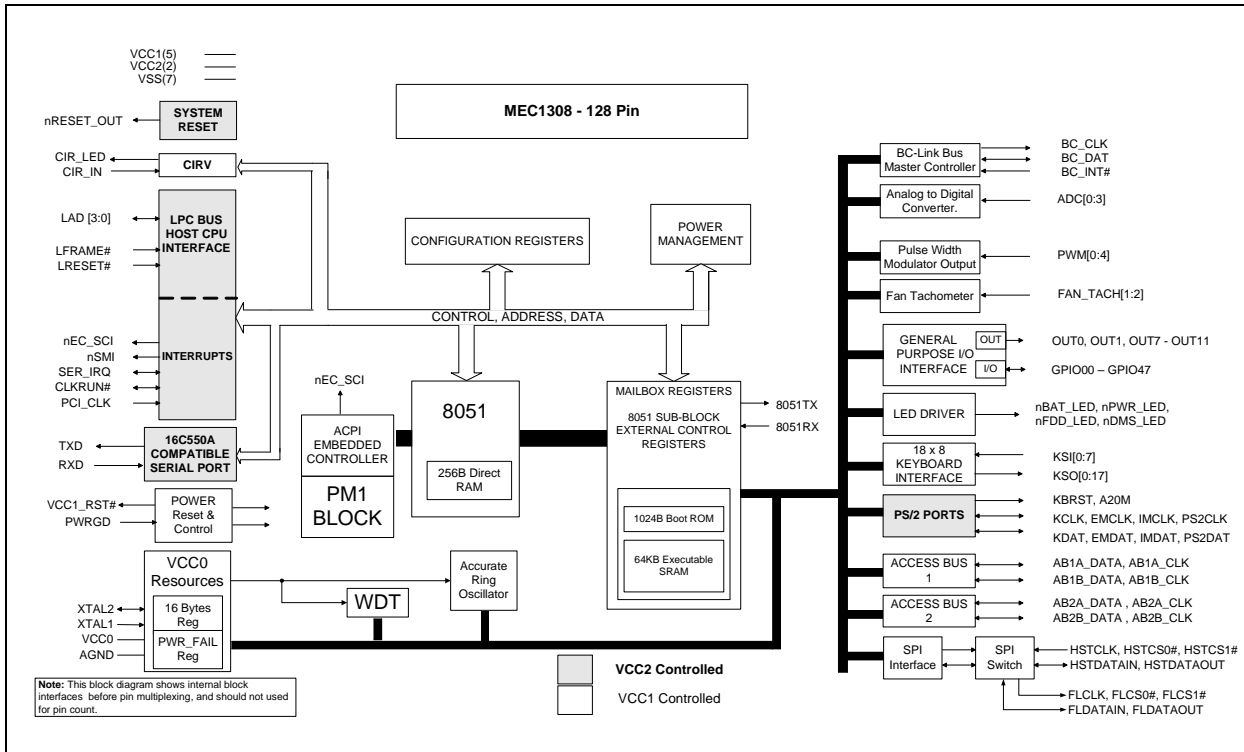 VCC1(5)
VCC2(2)
VSS(7)
SYSTEM
RESET
nRESET_OUT
MEC1308 - 128 Pin
CIR_LED
CIR_IN
CIRV
LAD [3:0]
LFRAME#
LRESET#
LPC BUS
HOST CPU
INTERFACE
nEC_SCI
nSMI
SER_IRQ
CLKRUN#
PCI_CLK
INTERRUPTS
TXD
RXD
16C550A
COMPATIBLE
SERIAL PORT
VCC1_RST#
PWRGD
POWER
Reset &
Control
XTAL2
XTAL1
VCC0
AGND
VCC0
Resources
16 Bytes
Reg
PWR_FAIL
Reg
Note: This block diagram shows internal block
interfaces before pin multiplexing, and should not used
for pin count.
CONFIGURATION REGISTERS
POWER
MANAGEMENT
CONTROL, ADDRESS, DATA
nEC_SCI
ACPI
EMBEDDED
CONTROLLER
PM1
BLOCK
8051
256B Direct
RAM
MAILBOX REGISTERS
8051 SUB-BLOCK
EXTERNAL CONTROL
REGISTERS
1024B Boot ROM
64KB Executable
SRAM
8051TX
8051RX
WDT
Accurate
Ring
Oscillator
VCC2 Controlled
VCC1 Controlled
BC-Link Bus
Master Controller
BC_CLK
BC_DAT
BC_INT#
Analog to Digital
Converter.
ADC[0:3]
Pulse Width
Modulator Output
PWM[0:4]
Fan Tachometer
FAN_TACH[1:2]
GENERAL
PURPOSE I/O
INTERFACE
OUT
I/O
OUT0, OUT1, OUT7 - OUT11
GPIO00 – GPIO47
LED DRIVER
nBAT_LED, nPWR_LED,
nFDD_LED, nDMS_LED
18 x 8
KEYBOARD
INTERFACE
KSI[0:7]
KSO[0:17]
PS/2 PORTS
KBRST, A20M
KCLK, EMCLK, IMCLK, PS2CLK
KDAT, EMDAT, IMDAT, PS2DAT
ACCESS BUS
1
AB1A_DATA, AB1A_CLK
AB1B_DATA, AB1B_CLK
ACCESS BUS
2
AB2A_DATA , AB2A_CLK
AB2B_DATA, AB2B_CLK
SPI
Interface
SPI
Switch
HSTCLK, HSTCS0#, HSTCS1#
HSTDATAIN, HSTDATAOUT
FLCLK, FLCS0#, FLCS1#
FLDATAIN, FLDATAOUT